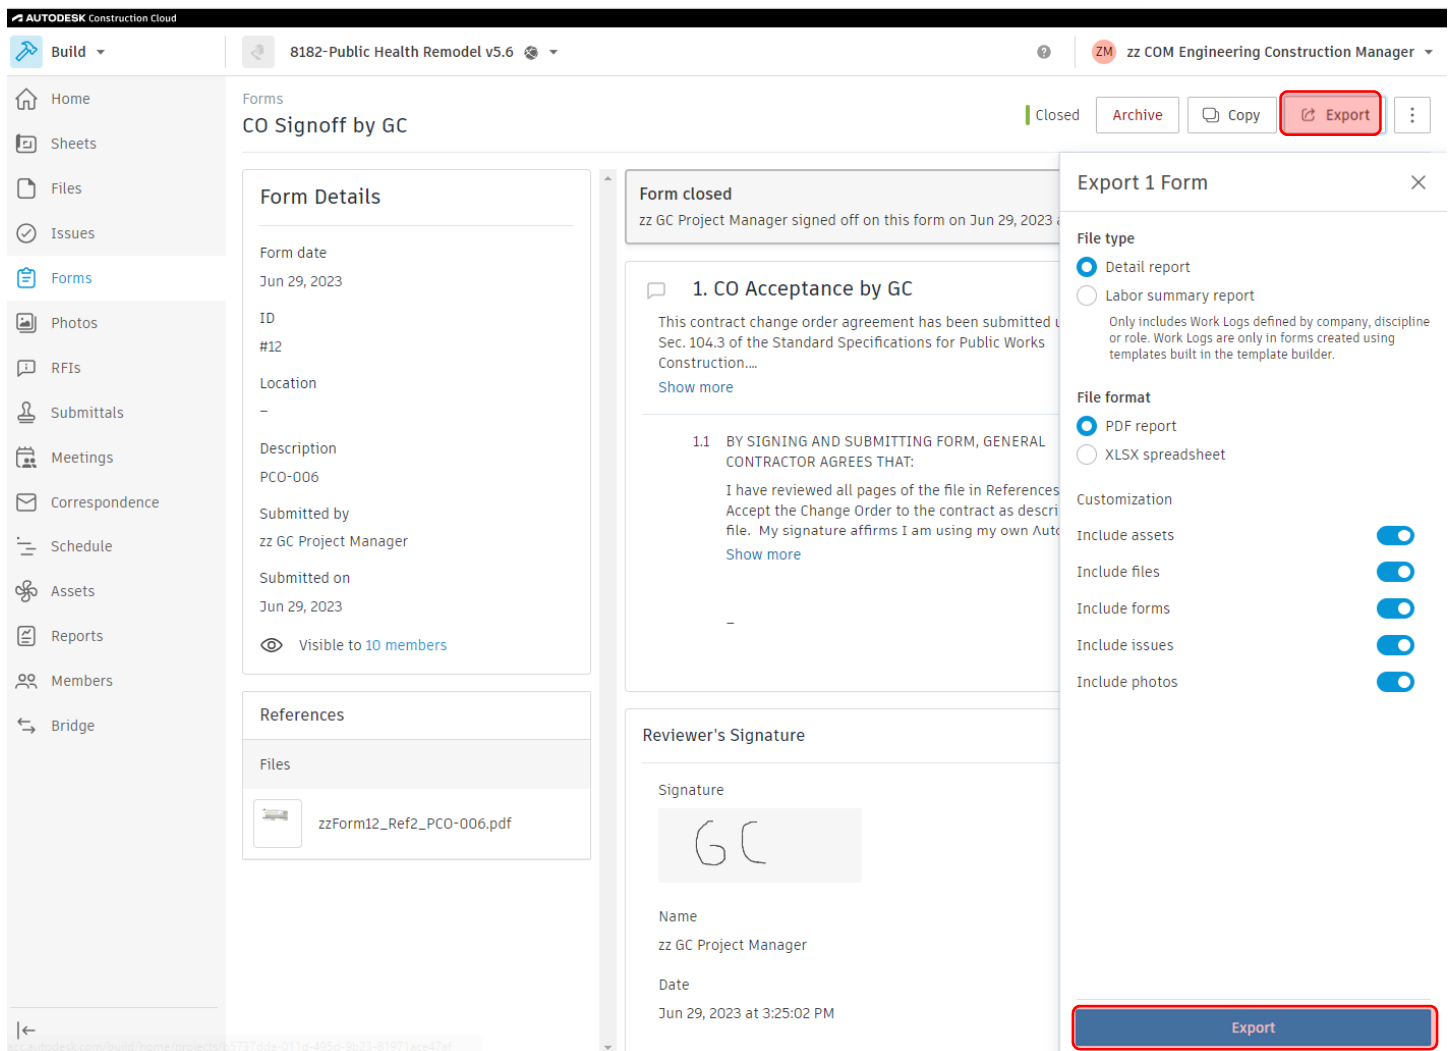 AUTODESK Construction Cloud
Build
8182-Public Health Remodel v5.6
ZM
zz COM Engineering Construction Manager
Home
Sheets
Files
Issues
Forms
Photos
RFIs
Submittals
Meetings
Correspondence
Schedule
Assets
Reports
Members
Bridge
Forms
CO Signoff by GC
Closed
Archive
Copy
Export
Form Details
Form date
Jun 29, 2023
ID
#12
Location
–
Description
PCO-006
Submitted by
zz GC Project Manager
Submitted on
Jun 29, 2023
Visible to 10 members
References
Files
zzForm12_Ref2_PCO-006.pdf
Form closed
zz GC Project Manager signed off on this form on Jun 29, 2023
1. CO Acceptance by GC
This contract change order agreement has been submitted
Sec. 104.3 of the Standard Specifications for Public Works
Construction....
Show more
1.1 BY SIGNING AND SUBMITTING FORM, GENERAL
CONTRACTOR AGREES THAT:
I have reviewed all pages of the file in References
Accept the Change Order to the contract as descri
file. My signature affirms I am using my own Auto
Show more
–
Reviewer's Signature
Signature
GC
Name
zz GC Project Manager
Date
Jun 29, 2023 at 3:25:02 PM
Export 1 Form
File type
Detail report
Labor summary report
Only includes Work Logs defined by company, discipline
or role. Work Logs are only in forms created using
templates built in the template builder.
File format
PDF report
XLSX spreadsheet
Customization
Include assets
Include files
Include forms
Include issues
Include photos
Export